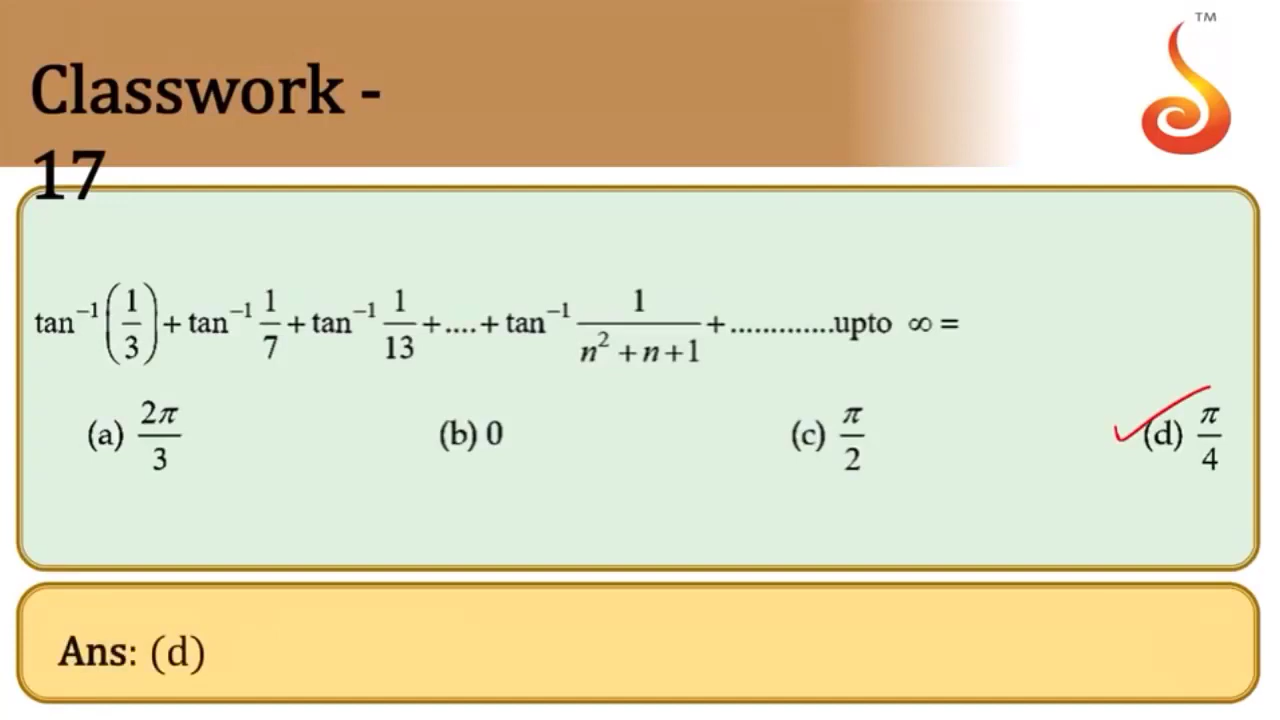 TM
Classwork -
17
tan⁻¹(1/3) + tan⁻¹ 1/7 + tan⁻¹ 1/13 + .... + tan⁻¹ 1/(n² + n + 1) + .............upto ∞ =
(a) 2π/3 (b) 0 (c) π/2 (d) π/4
Ans: (d)